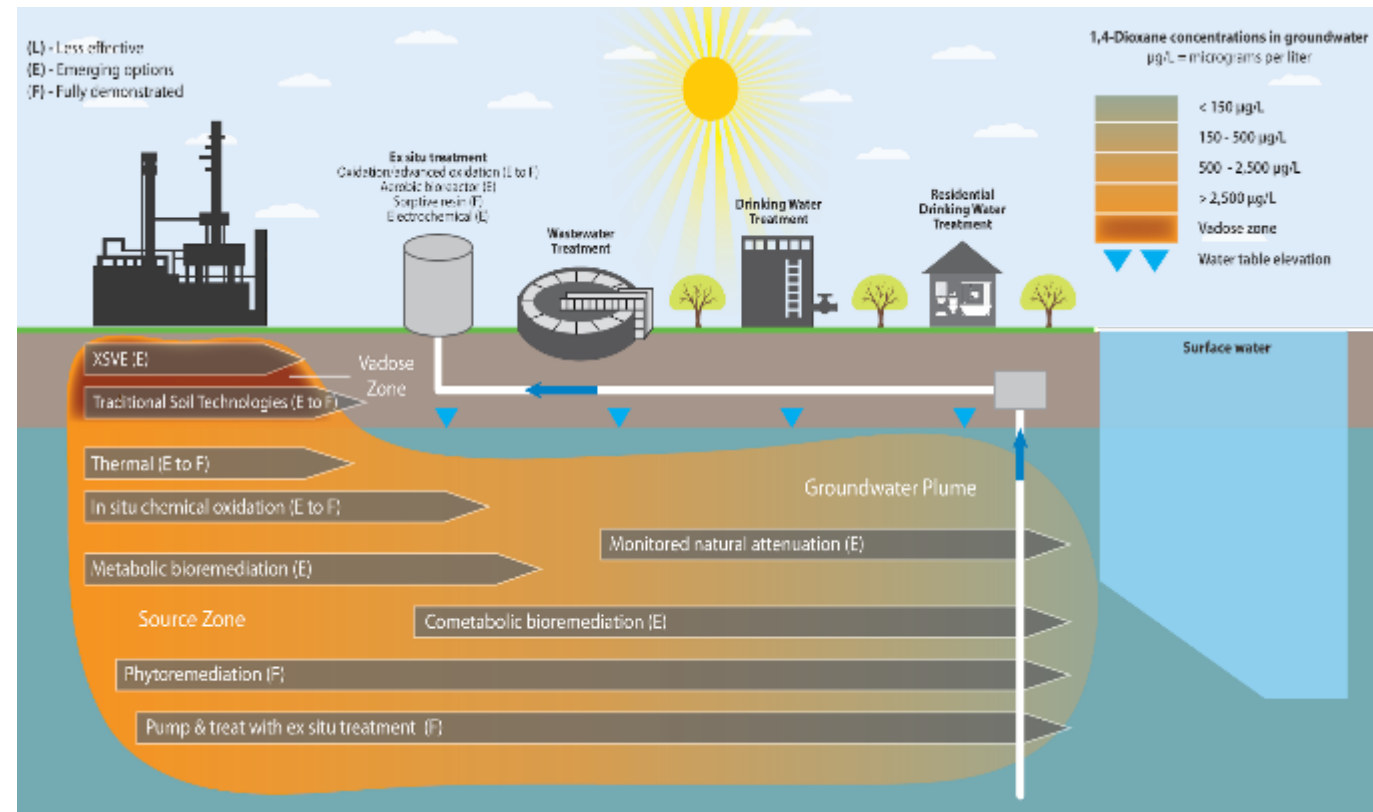 (L) - Less effective
(E) - Emerging options
(F) - Fully demonstrated
Ex situ treatment
Oxidation/advanced oxidation (E to F)
Aerobic bioreactor (E)
Sorptive resin (F)
Electrochemical (E)
Wastewater
Treatment
Drinking Water
Treatment
Residential
Drinking Water
Treatment
1,4-Dioxane concentrations in groundwater
µg/L = micrograms per liter
< 150 µg/L
150 - 500 µg/L
500 - 2,500 µg/L
> 2,500 µg/L
Vadose zone
Water table elevation
Surface water
XSVE (E)
Vadose
Zone
Traditional Soil Technologies (E to F)
Thermal (E to F)
In situ chemical oxidation (E to F)
Groundwater Plume
Monitored natural attenuation (E)
Metabolic bioremediation (E)
Source Zone
Cometabolic bioremediation (E)
Phytoremediation (F)
Pump & treat with ex situ treatment (F)